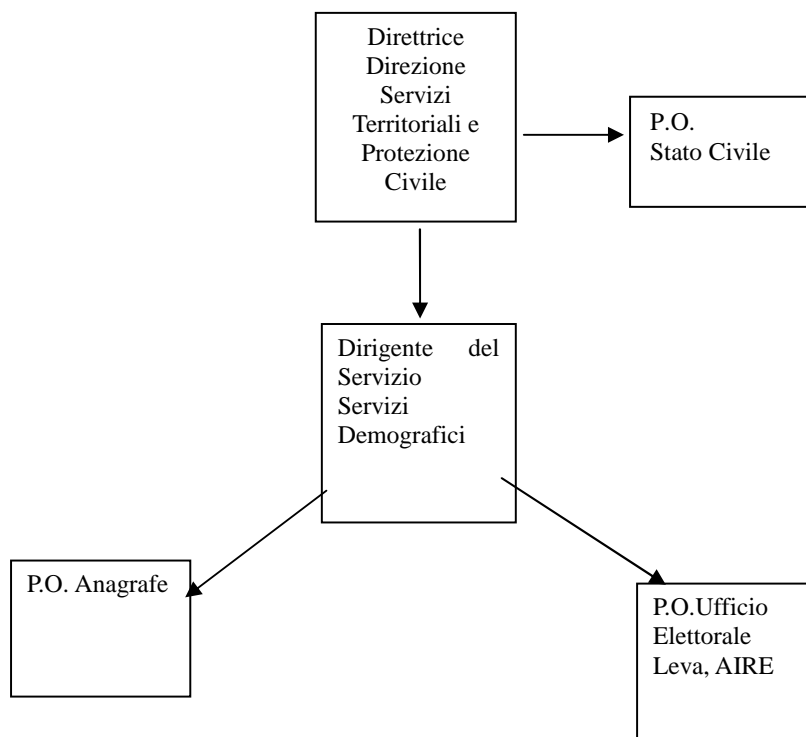 Direttrice
Direzione
Servizi
Territoriali e
Protezione
Civile
P.O.
Stato Civile
Dirigente del
Servizio
Servizi
Demografici
P.O. Anagrafe
P.O.Ufficio
Elettorale
Leva, AIRE